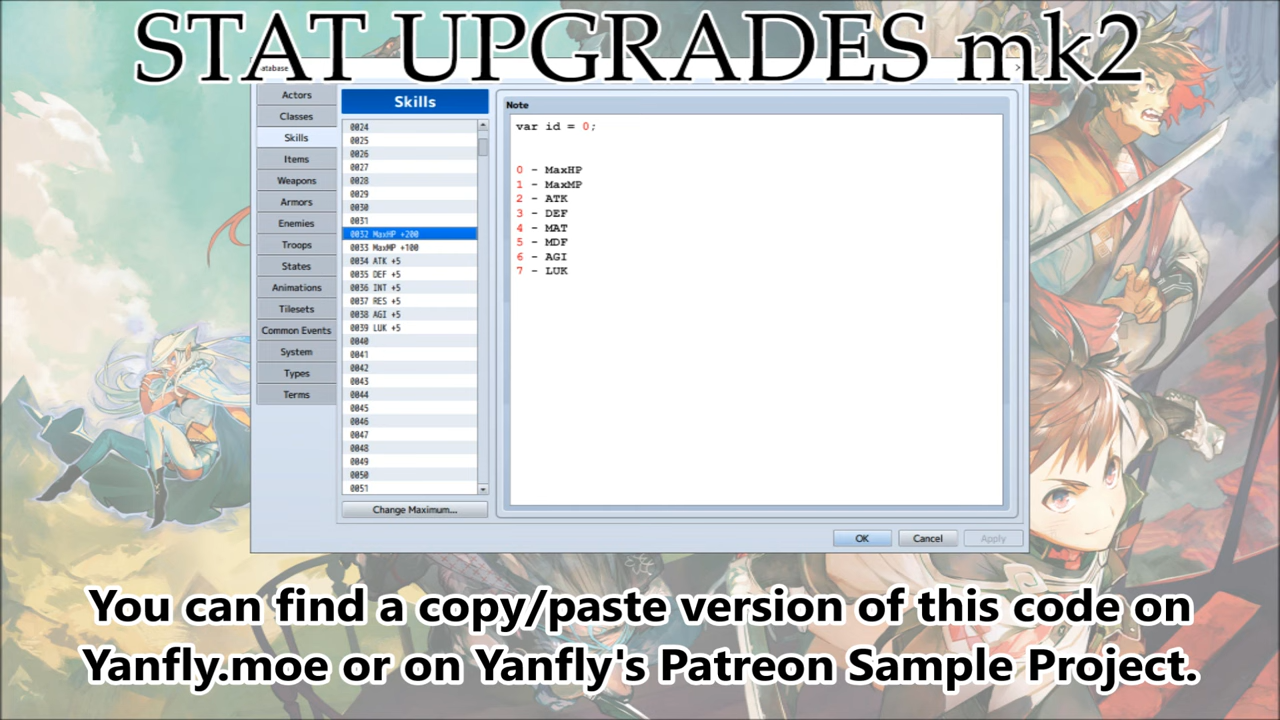 STAT UPGRADES mk2
atabase
Actors
Classes
Skills
Items
Weapons
Armors
Enemies
Troops
States
Animations
Tilesets
Common Events
System
Types
Terms
Skills
0024
0025
0026
0027
0028
0029
0030
0031
0032 MaxHP +200
0033 MaxMP +100
0034 ATK +5
0035 DEF +5
0036 INT +5
0037 RES +5
0038 AGI +5
0039 LUK +5
0040
0041
0042
0043
0044
0045
0046
0047
0048
0049
0050
0051
Change Maximum...
Note
var id = 0;
0 - MaxHP
1 - MaxMP
2 - ATK
3 - DEF
4 - MAT
5 - MDF
6 - AGI
7 - LUK
OK Cancel Apply
You can find a copy/paste version of this code on
Yanfly.moe or on Yanfly's Patreon Sample Project.